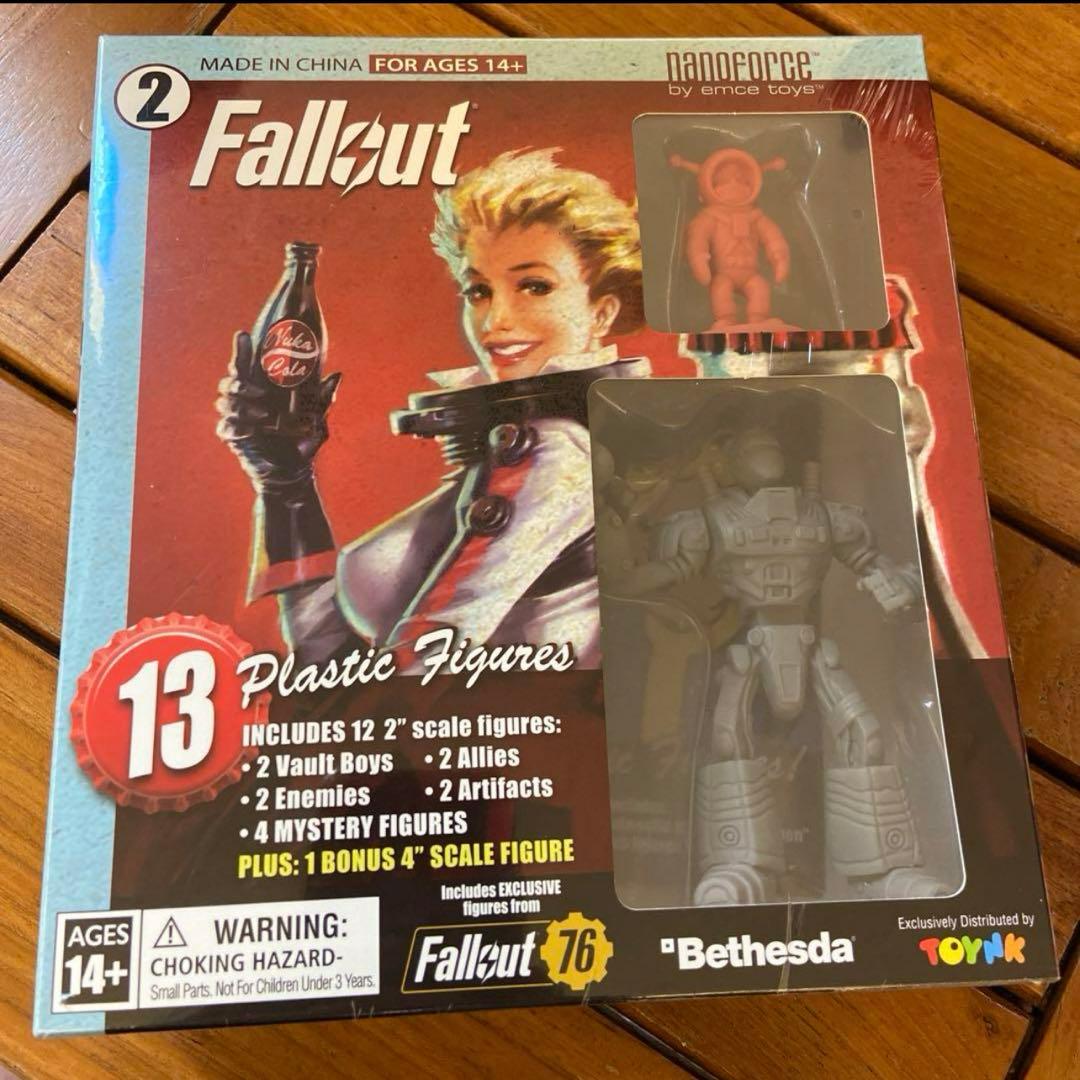 MADE IN CHINA FOR AGES 14+
nanoforce™
by emce toys™
2
Fallout
Nuka
Cola
13
Plastic Figures
INCLUDES 12 2” scale figures:
• 2 Vault Boys • 2 Allies
• 2 Enemies • 2 Artifacts
• 4 MYSTERY FIGURES
PLUS: 1 BONUS 4” SCALE FIGURE
Includes EXCLUSIVE
figures from
Fallout 76
AGES
14+
WARNING:
CHOKING HAZARD-
Small Parts. Not For Children Under 3 Years.
Bethesda
Exclusively Distributed by
TOYNK